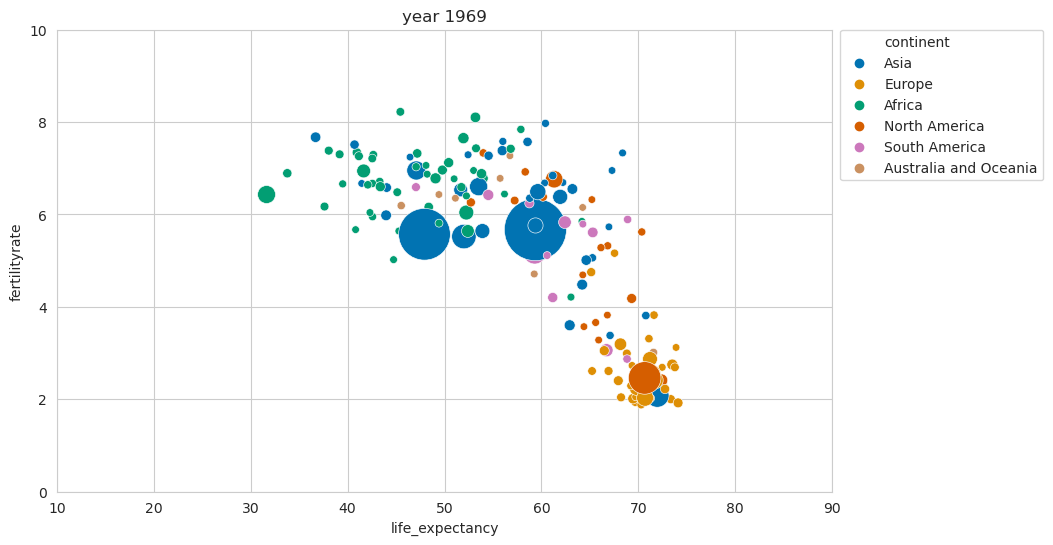 year 1969
10
8
6
4
2
0
fertilityrate
10 20 30 40 50 60 70 80 90
life_expectancy
continent
Asia
Europe
Africa
North America
South America
Australia and Oceania